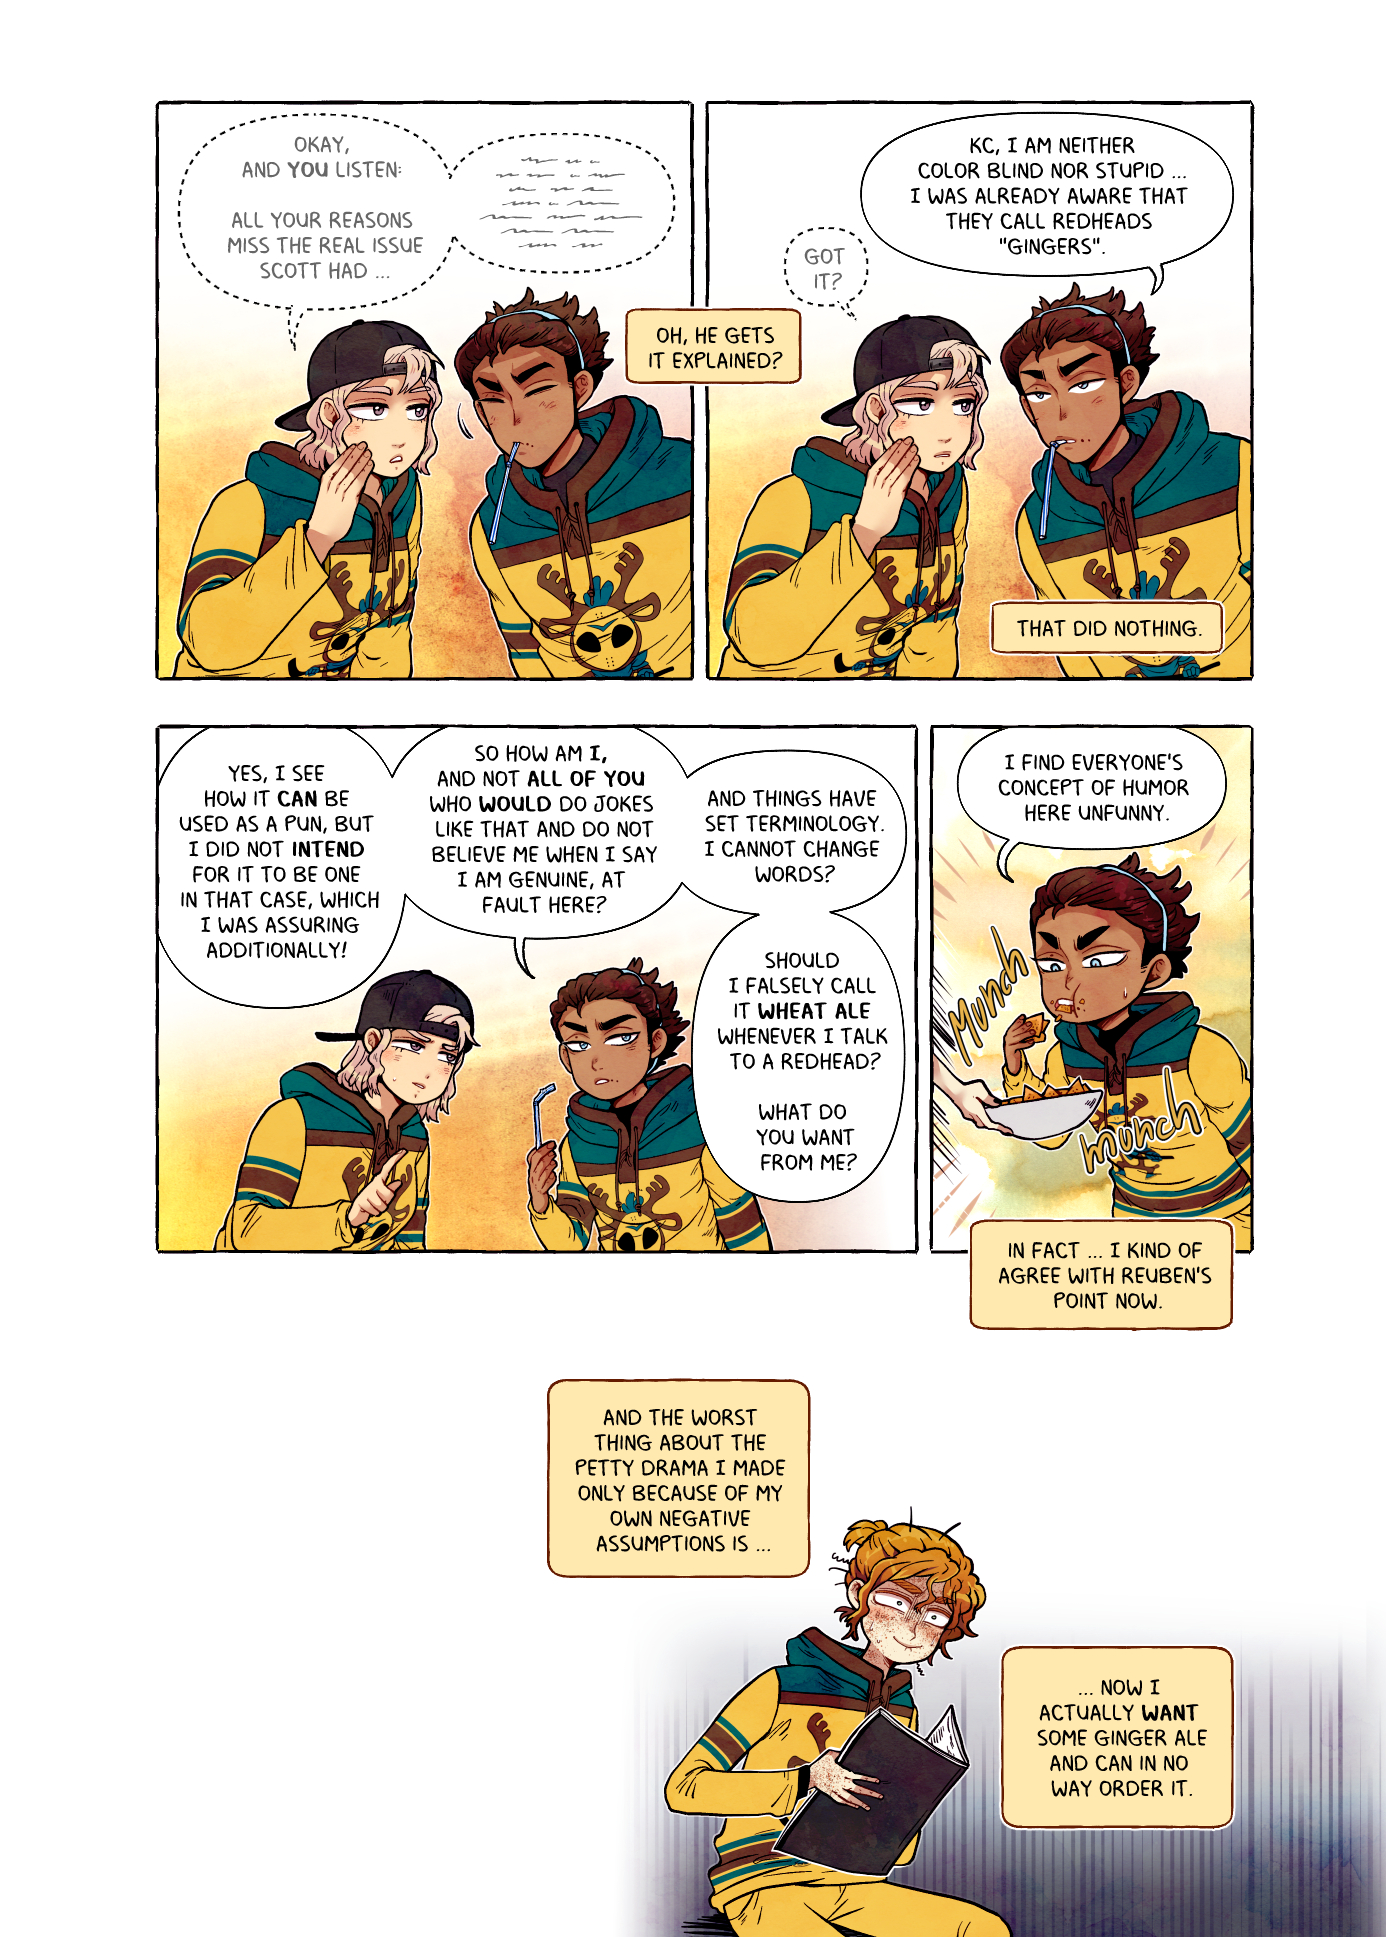 OKAY,
AND YOU LISTEN:
ALL YOUR REASONS
MISS THE REAL ISSUE
SCOTT HAD ...
OH, HE GETS
IT EXPLAINED?
GOT
IT?
KC, I AM NEITHER
COLOR BLIND NOR STUPID ...
I WAS ALREADY AWARE THAT
THEY CALL REDHEADS
"GINGERS".
THAT DID NOTHING.
YES, I SEE
HOW IT CAN BE
USED AS A PUN, BUT
I DID NOT INTEND
FOR IT TO BE ONE
IN THAT CASE, WHICH
I WAS ASSURING
ADDITIONALLY!
SO HOW AM I,
AND NOT ALL OF YOU
WHO WOULD DO JOKES
LIKE THAT AND DO NOT
BELIEVE ME WHEN I SAY
I AM GENUINE, AT
FAULT HERE?
AND THINGS HAVE
SET TERMINOLOGY.
I CANNOT CHANGE
WORDS?
SHOULD
I FALSELY CALL
IT WHEAT ALE
WHENEVER I TALK
TO A REDHEAD?
WHAT DO
YOU WANT
FROM ME?
I FIND EVERYONE'S
CONCEPT OF HUMOR
HERE UNFUNNY.
Munch
munch
IN FACT ... I KIND OF
AGREE WITH REUBEN'S
POINT NOW.
AND THE WORST
THING ABOUT THE
PETTY DRAMA I MADE
ONLY BECAUSE OF MY
OWN NEGATIVE
ASSUMPTIONS IS ...
... NOW I
ACTUALLY WANT
SOME GINGER ALE
AND CAN IN NO
WAY ORDER IT.